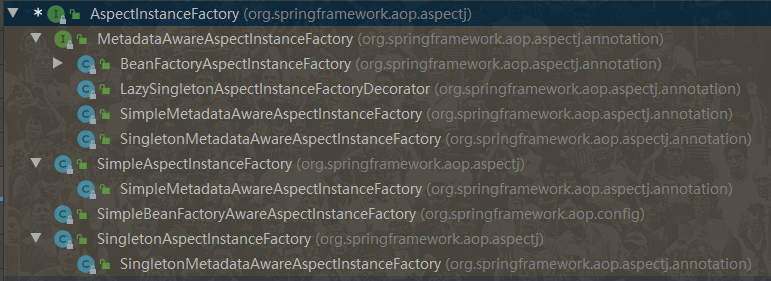 * AspectInstanceFactory (org.springframework.aop.aspectj)
MetadataAwareAspectInstanceFactory (org.springframework.aop.aspectj.annotation)
BeanFactoryAspectInstanceFactory (org.springframework.aop.aspectj.annotation)
LazySingletonAspectInstanceFactoryDecorator (org.springframework.aop.aspectj.annotation)
SimpleMetadataAwareAspectInstanceFactory (org.springframework.aop.aspectj.annotation)
SingletonMetadataAwareAspectInstanceFactory (org.springframework.aop.aspectj.annotation)
SimpleAspectInstanceFactory (org.springframework.aop.aspectj)
SimpleMetadataAwareAspectInstanceFactory (org.springframework.aop.aspectj.annotation)
SimpleBeanFactoryAwareAspectInstanceFactory (org.springframework.aop.config)
SingletonAspectInstanceFactory (org.springframework.aop.aspectj)
SingletonMetadataAwareAspectInstanceFactory (org.springframework.aop.aspectj.annotation)